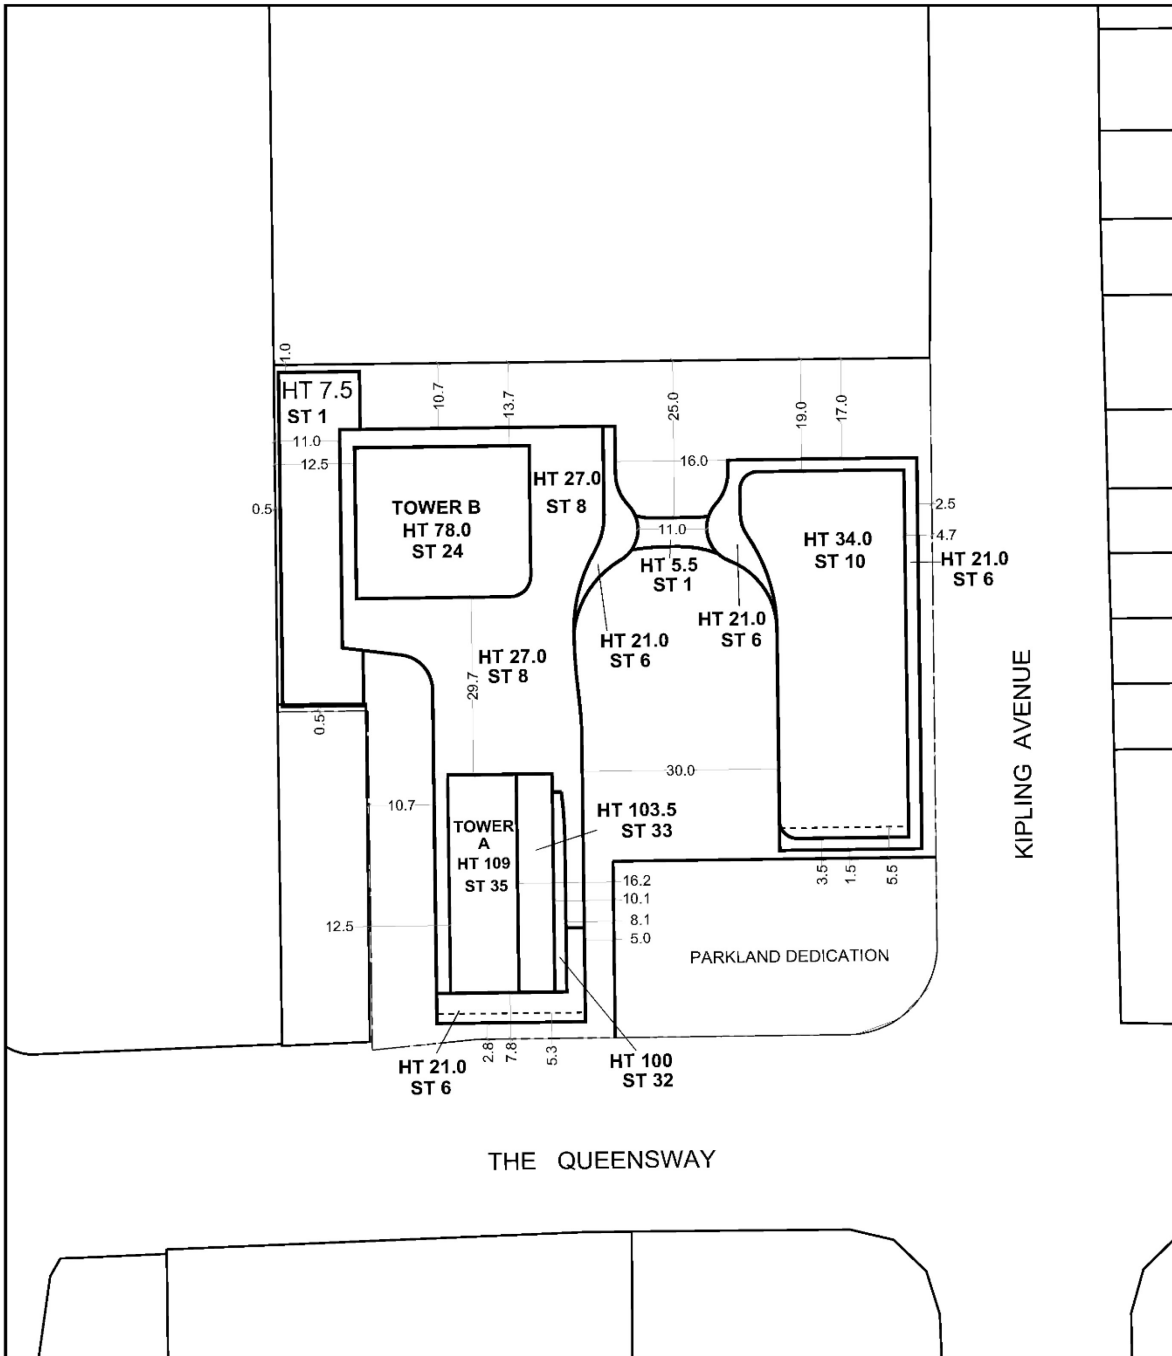 1.0
HT 7.5
ST 1
10.7
13.7
25.0
19.0
17.0
11.0
12.5
16.0
0.5
HT 27.0
ST 8
TOWER B
HT 78.0
ST 24
11.0
HT 5.5
ST 1
HT 34.0
ST 10
2.5
4.7
HT 21.0
ST 6
HT 21.0
ST 6
HT 21.0
ST 6
HT 27.0
ST 8
29.7
0.5
30.0
10.7
TOWER
A
HT 109
ST 35
HT 103.5
ST 33
16.2
10.1
8.1
5.0
12.5
3.5
1.5
5.5
KIPLING AVENUE
PARKLAND DEDICATION
2.8
7.8
5.3
HT 21.0
ST 6
HT 100
ST 32
THE QUEENSWAY